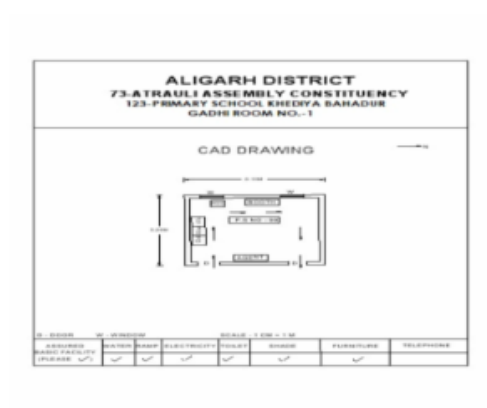 ALIGARH DISTRICT
73-ATRAULI ASSEMBLY CONSTITUENCY
123-PRIMARY SCHOOL KHEDIYA BAHADUR
GADHI ROOM NO.-1
CAD DRAWING
N
W
W
D
D
D - DOOR W - WINDOW SCALE - 1 CM = 1 M
ASSURED BASIC FACILITY (PLEASE ✓) WATER RAMP ELECTRICITY TOILET SHADE FURNITURE TELEPHONE
✓ ✓ ✓ ✓ ✓ ✓